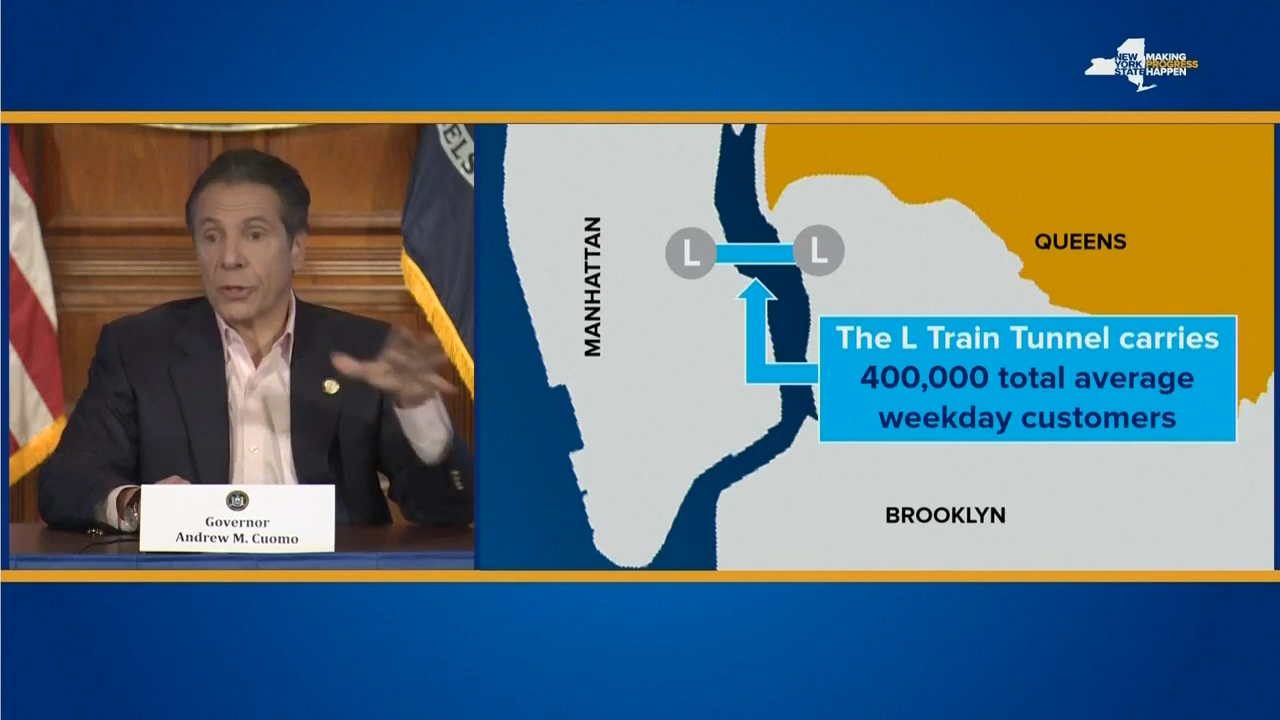 NEW
YORK
STATE
MAKING
PROGRESS
HAPPEN
ELS
Governor
Andrew M. Cuomo
MANHATTAN
L
L
QUEENS
The L Train Tunnel carries
400,000 total average
weekday customers
BROOKLYN